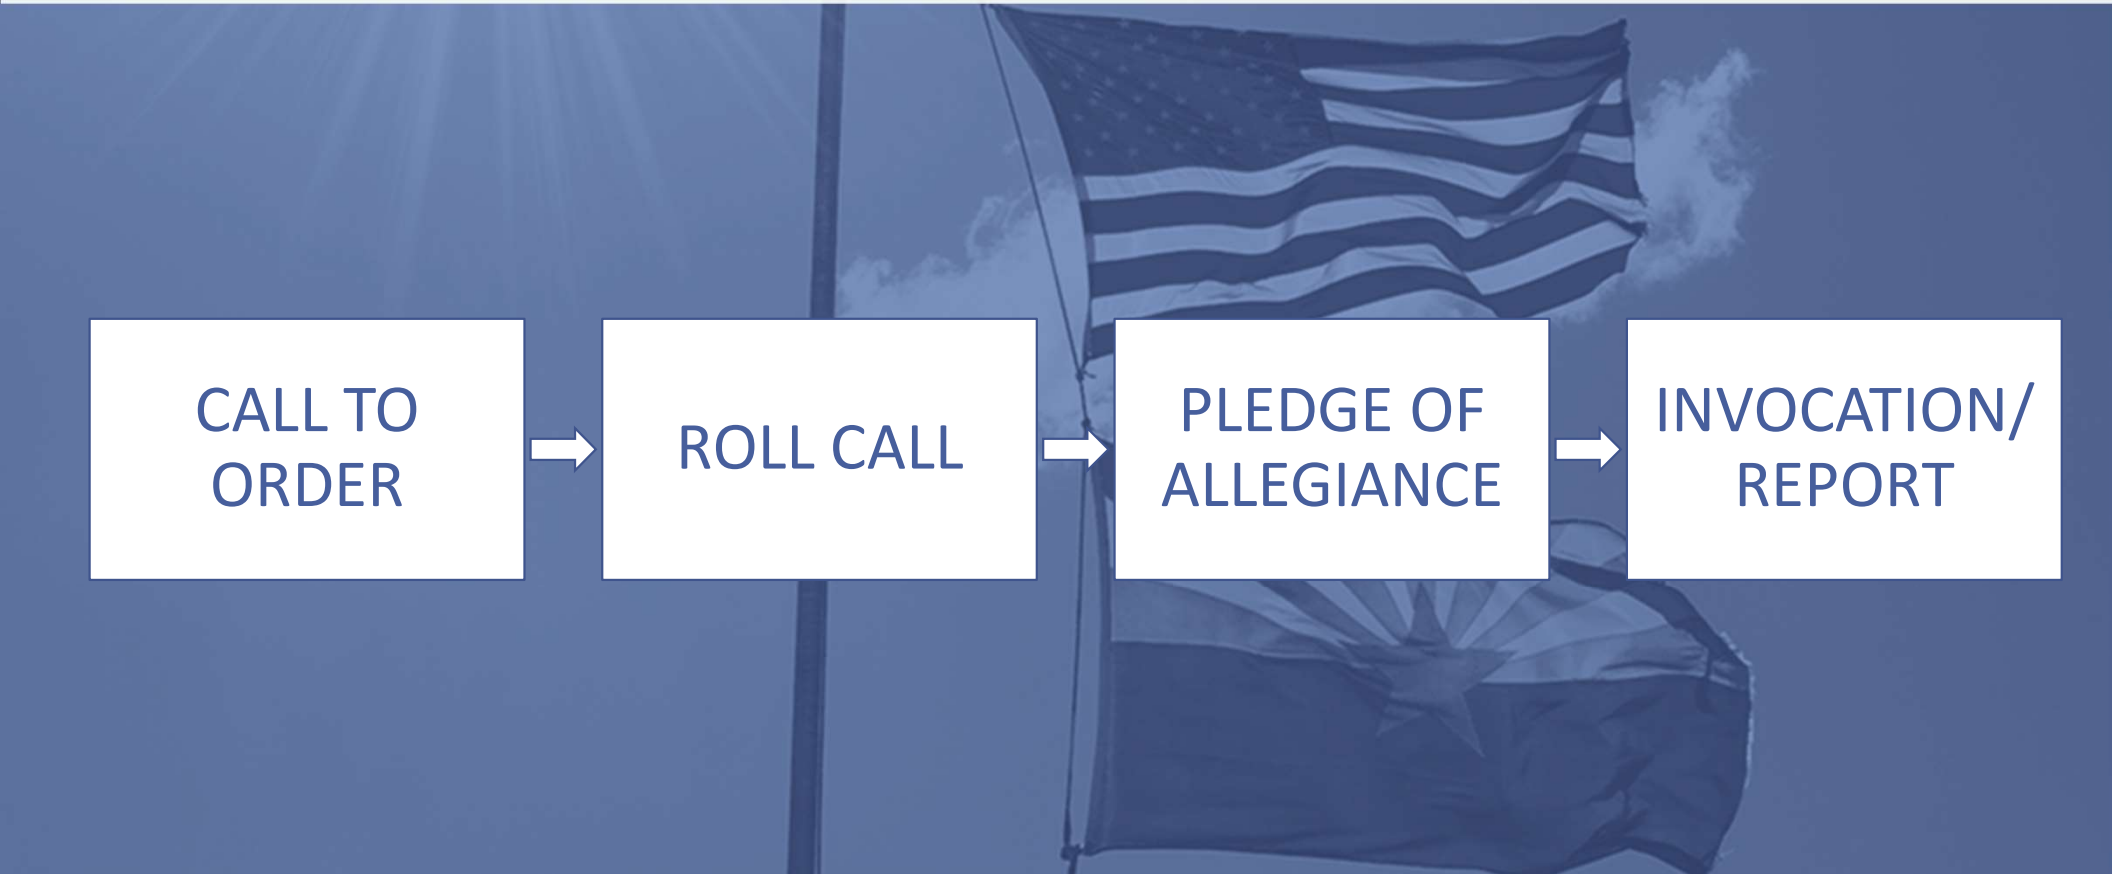 CALL TO
ORDER
ROLL CALL
PLEDGE OF
ALLEGIANCE
INVOCATION/
REPORT